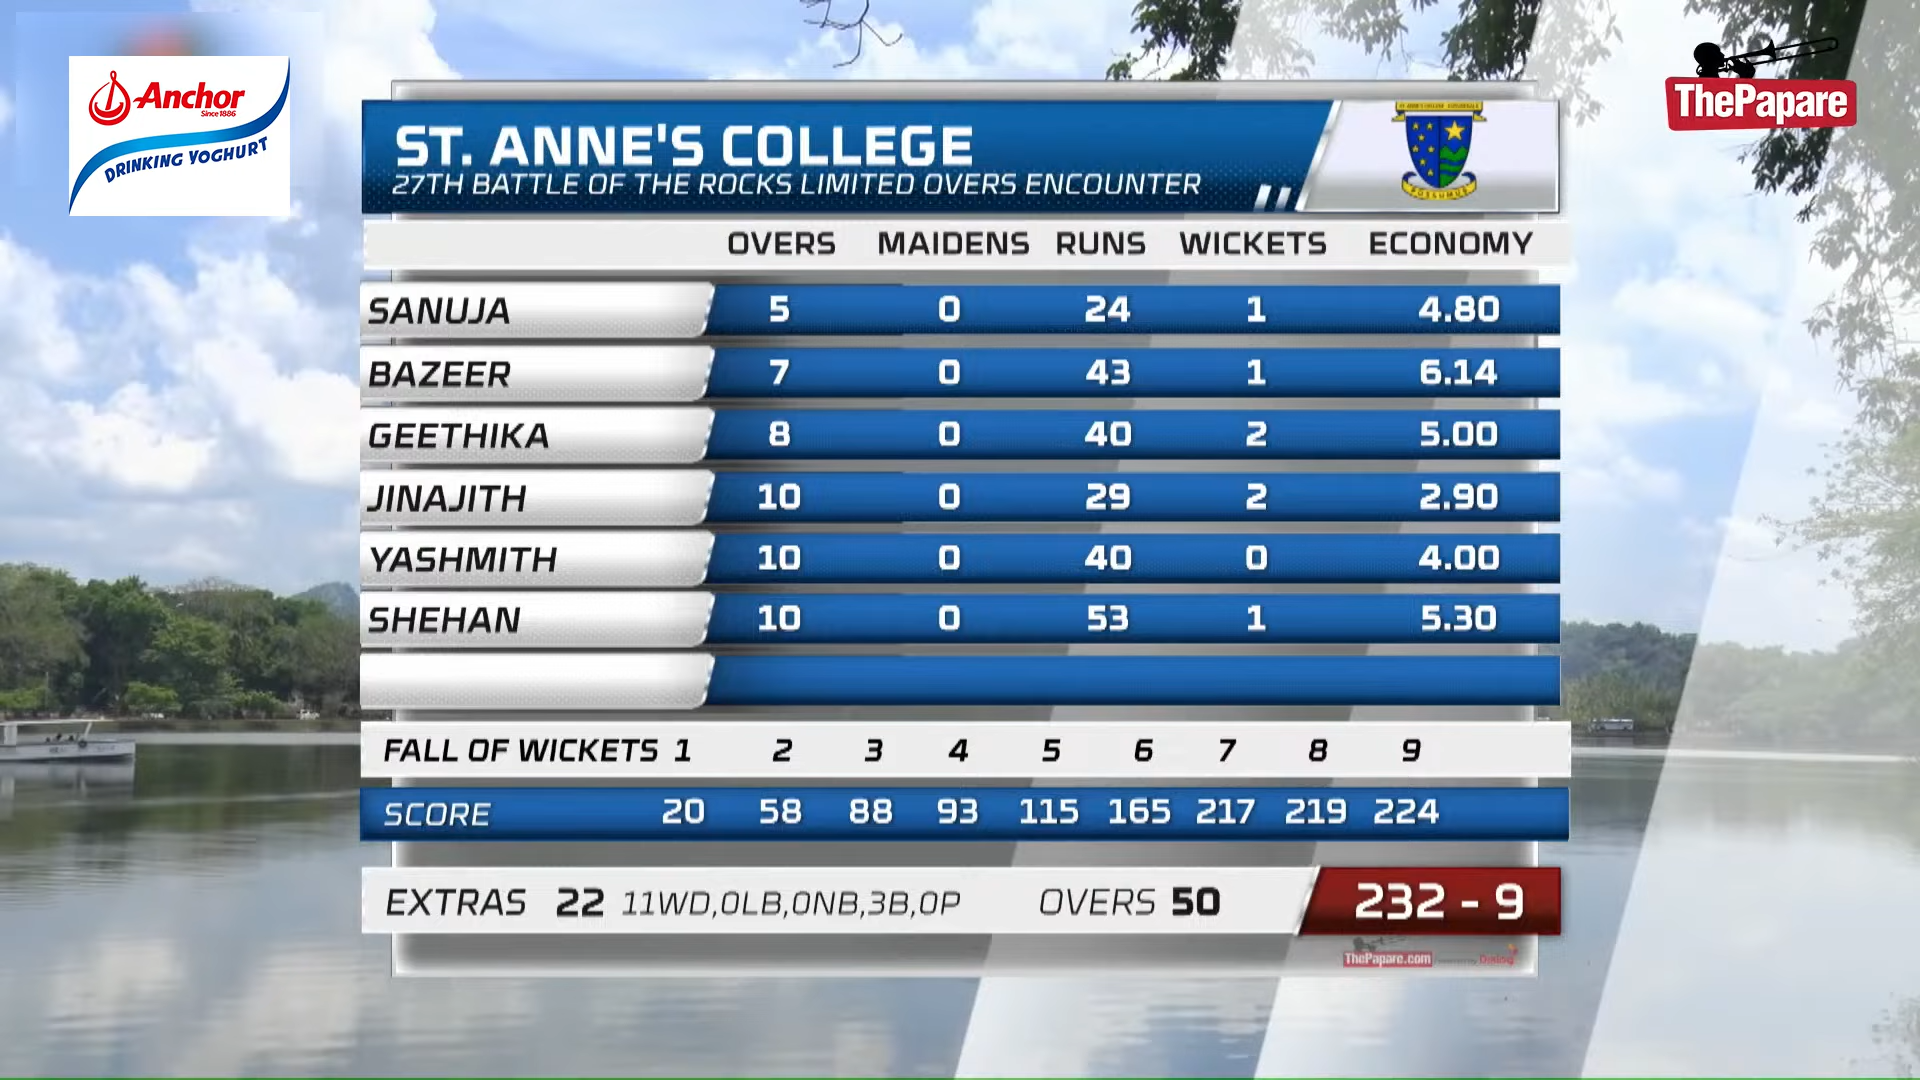 Anchor
Since 1886
DRINKING YOGHURT
ThePapare
ST. ANNE'S COLLEGE
27TH BATTLE OF THE ROCKS LIMITED OVERS ENCOUNTER
OVERS MAIDENS RUNS WICKETS ECONOMY
SANUJA 5 0 24 1 4.80
BAZEER 7 0 43 1 6.14
GEETHIKA 8 0 40 2 5.00
JINAJITH 10 0 29 2 2.90
YASHMITH 10 0 40 0 4.00
SHEHAN 10 0 53 1 5.30
FALL OF WICKETS 1 2 3 4 5 6 7 8 9
SCORE 20 58 88 93 115 165 217 219 224
EXTRAS 22 11WD,0LB,0NB,3B,0P OVERS 50 232 - 9
ThePapare.com Dialog